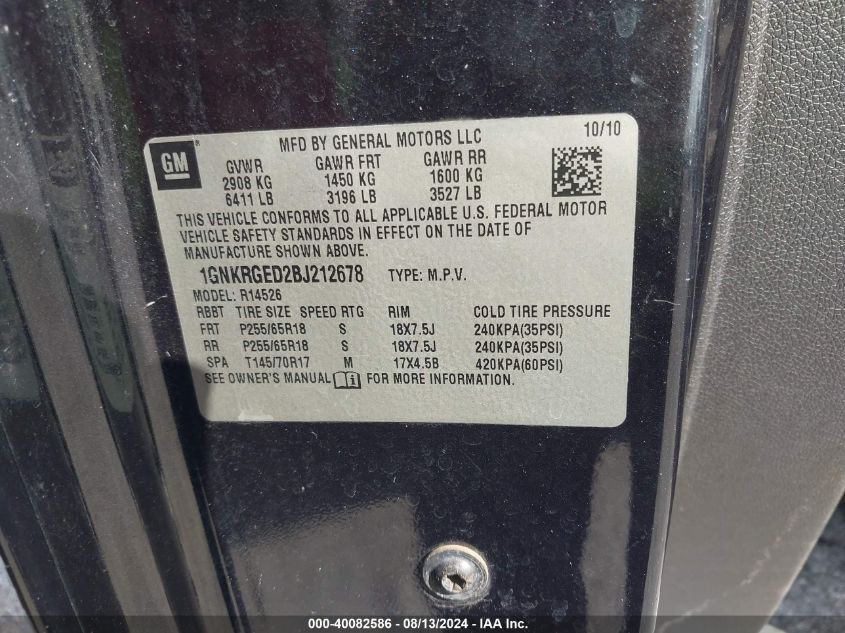 GM
MFD BY GENERAL MOTORS LLC 10/10
GVWR GAWR FRT GAWR RR
2908 KG 1450 KG 1600 KG
6411 LB 3196 LB 3527 LB
THIS VEHICLE CONFORMS TO ALL APPLICABLE U.S. FEDERAL MOTOR
VEHICLE SAFETY STANDARDS IN EFFECT ON THE DATE OF
MANUFACTURE SHOWN ABOVE.
1GNKRGED2BJ212678 TYPE: M.P.V.
MODEL: R14526
RBBT TIRE SIZE SPEED RTG RIM COLD TIRE PRESSURE
FRT P255/65R18 S 18X7.5J 240KPA(35PSI)
RR P255/65R18 S 18X7.5J 240KPA(35PSI)
SPA T145/70R17 M 17X4.5B 420KPA(60PSI)
SEE OWNER'S MANUAL FOR MORE INFORMATION.
000-40082586 - 08/13/2024 - IAA Inc.